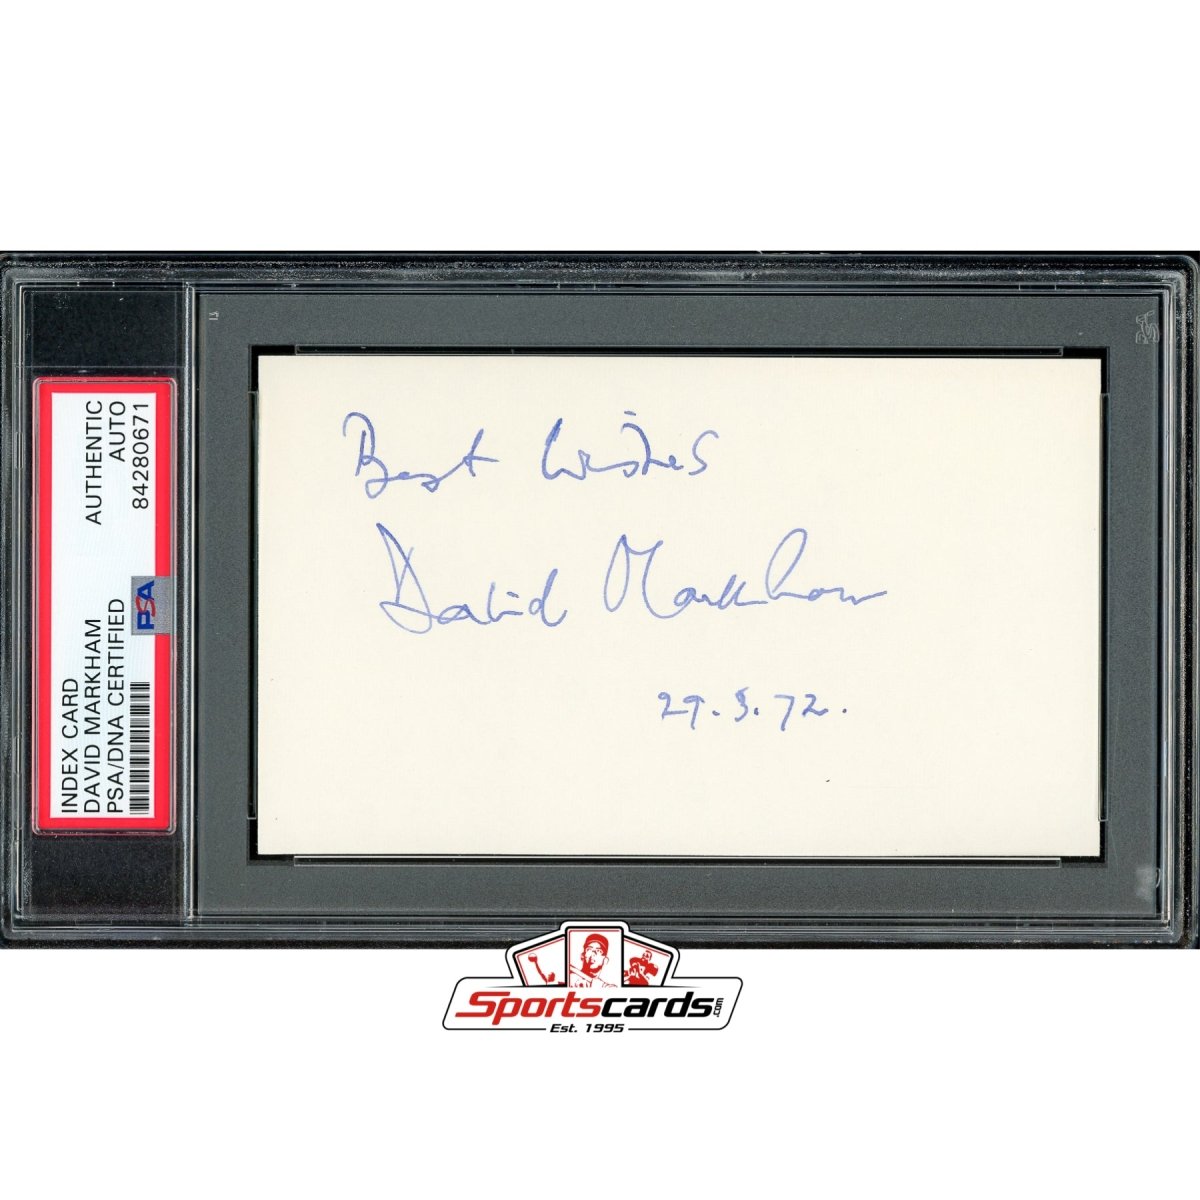 INDEX CARD
DAVID MARKHAM
PSA/DNA CERTIFIED
AUTHENTIC
AUTO
84280671
PSA
Best Wishes
David Markham
29.3.72.
Sportscards.com
Est. 1995